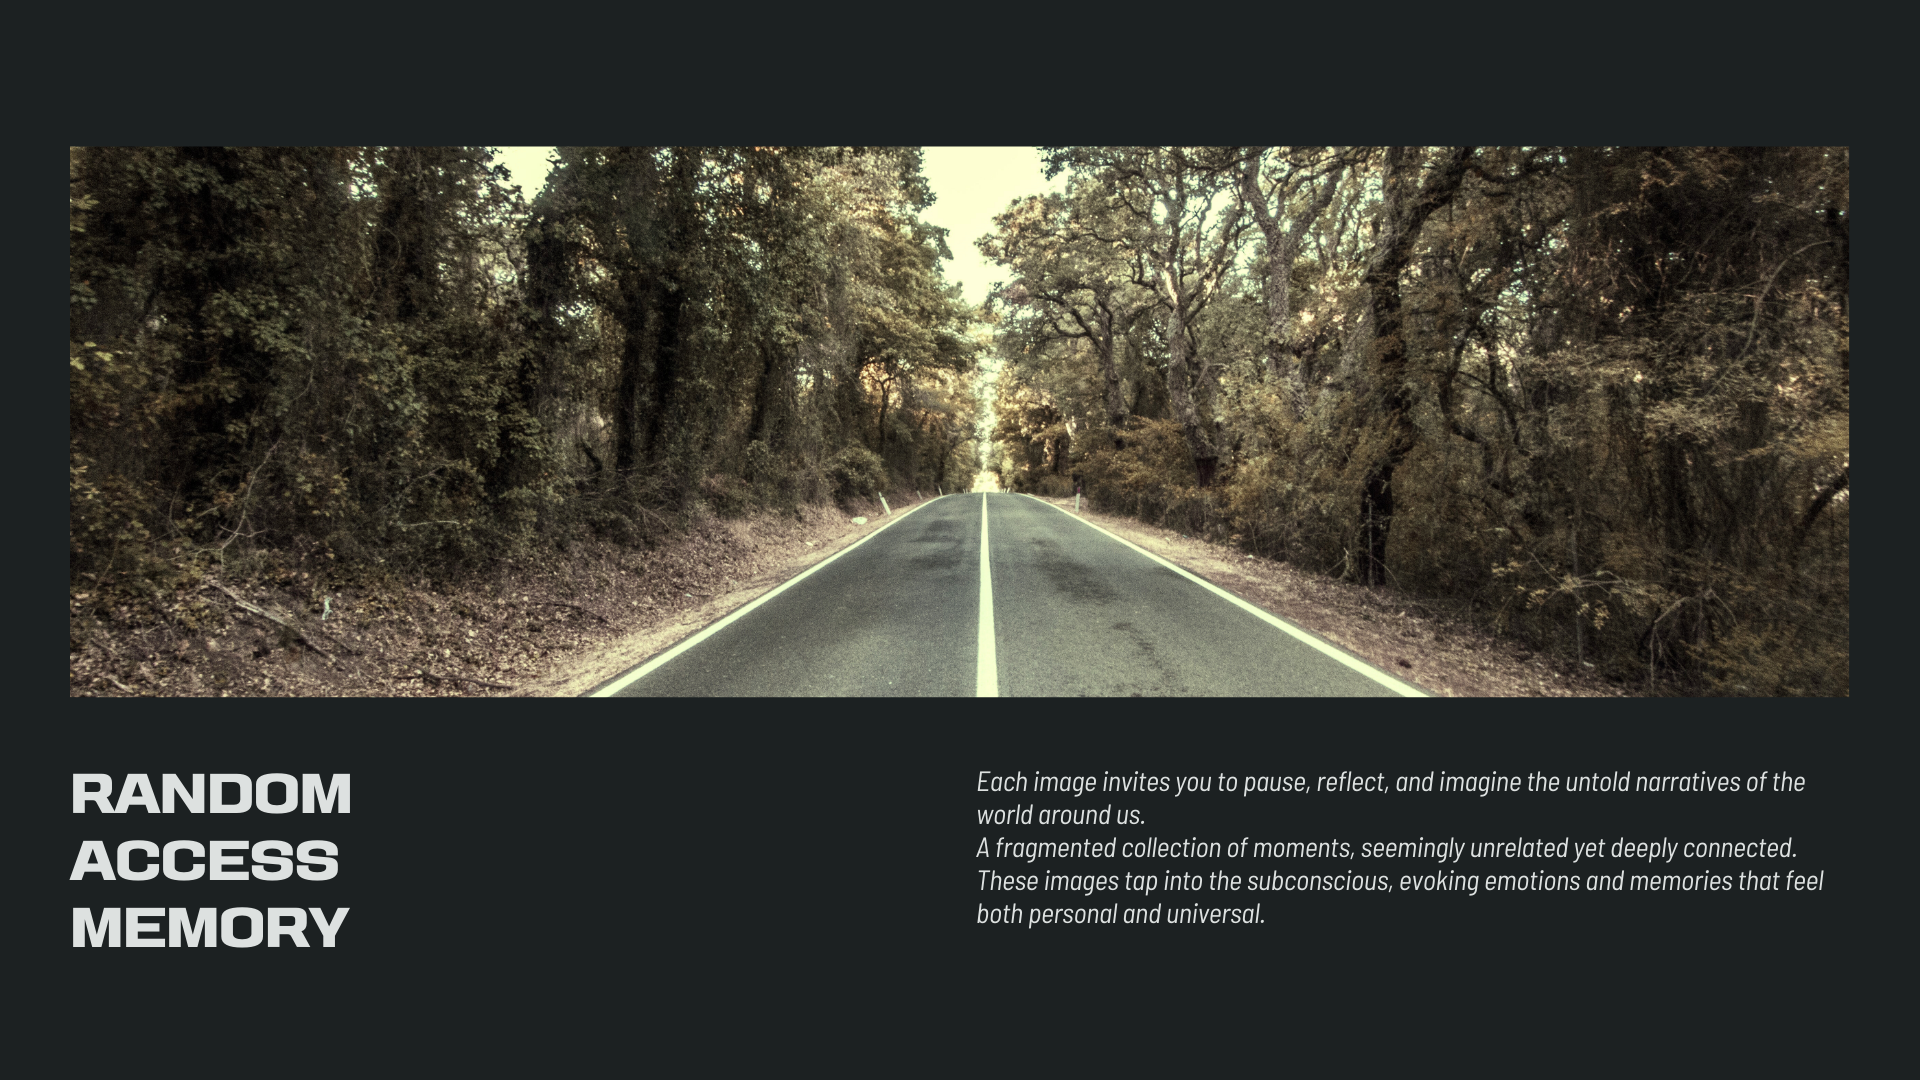 RANDOM
ACCESS
MEMORY
Each image invites you to pause, reflect, and imagine the untold narratives of the
world around us.
A fragmented collection of moments, seemingly unrelated yet deeply connected.
These images tap into the subconscious, evoking emotions and memories that feel
both personal and universal.